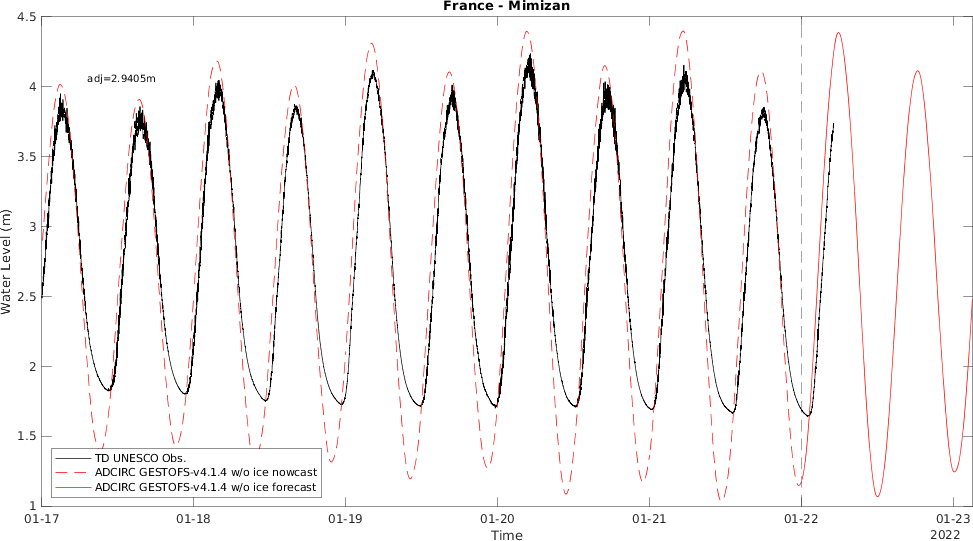 France - Mimizan
4.5
adj=2.9405m
4
3.5
3
2.5
2
1.5
1
Water Level (m)
TD UNESCO Obs.
ADCIRC GESTOFS-v4.1.4 w/o ice nowcast
ADCIRC GESTOFS-v4.1.4 w/o ice forecast
01-17 01-18 01-19 01-20 01-21 01-22 01-23
Time
2022